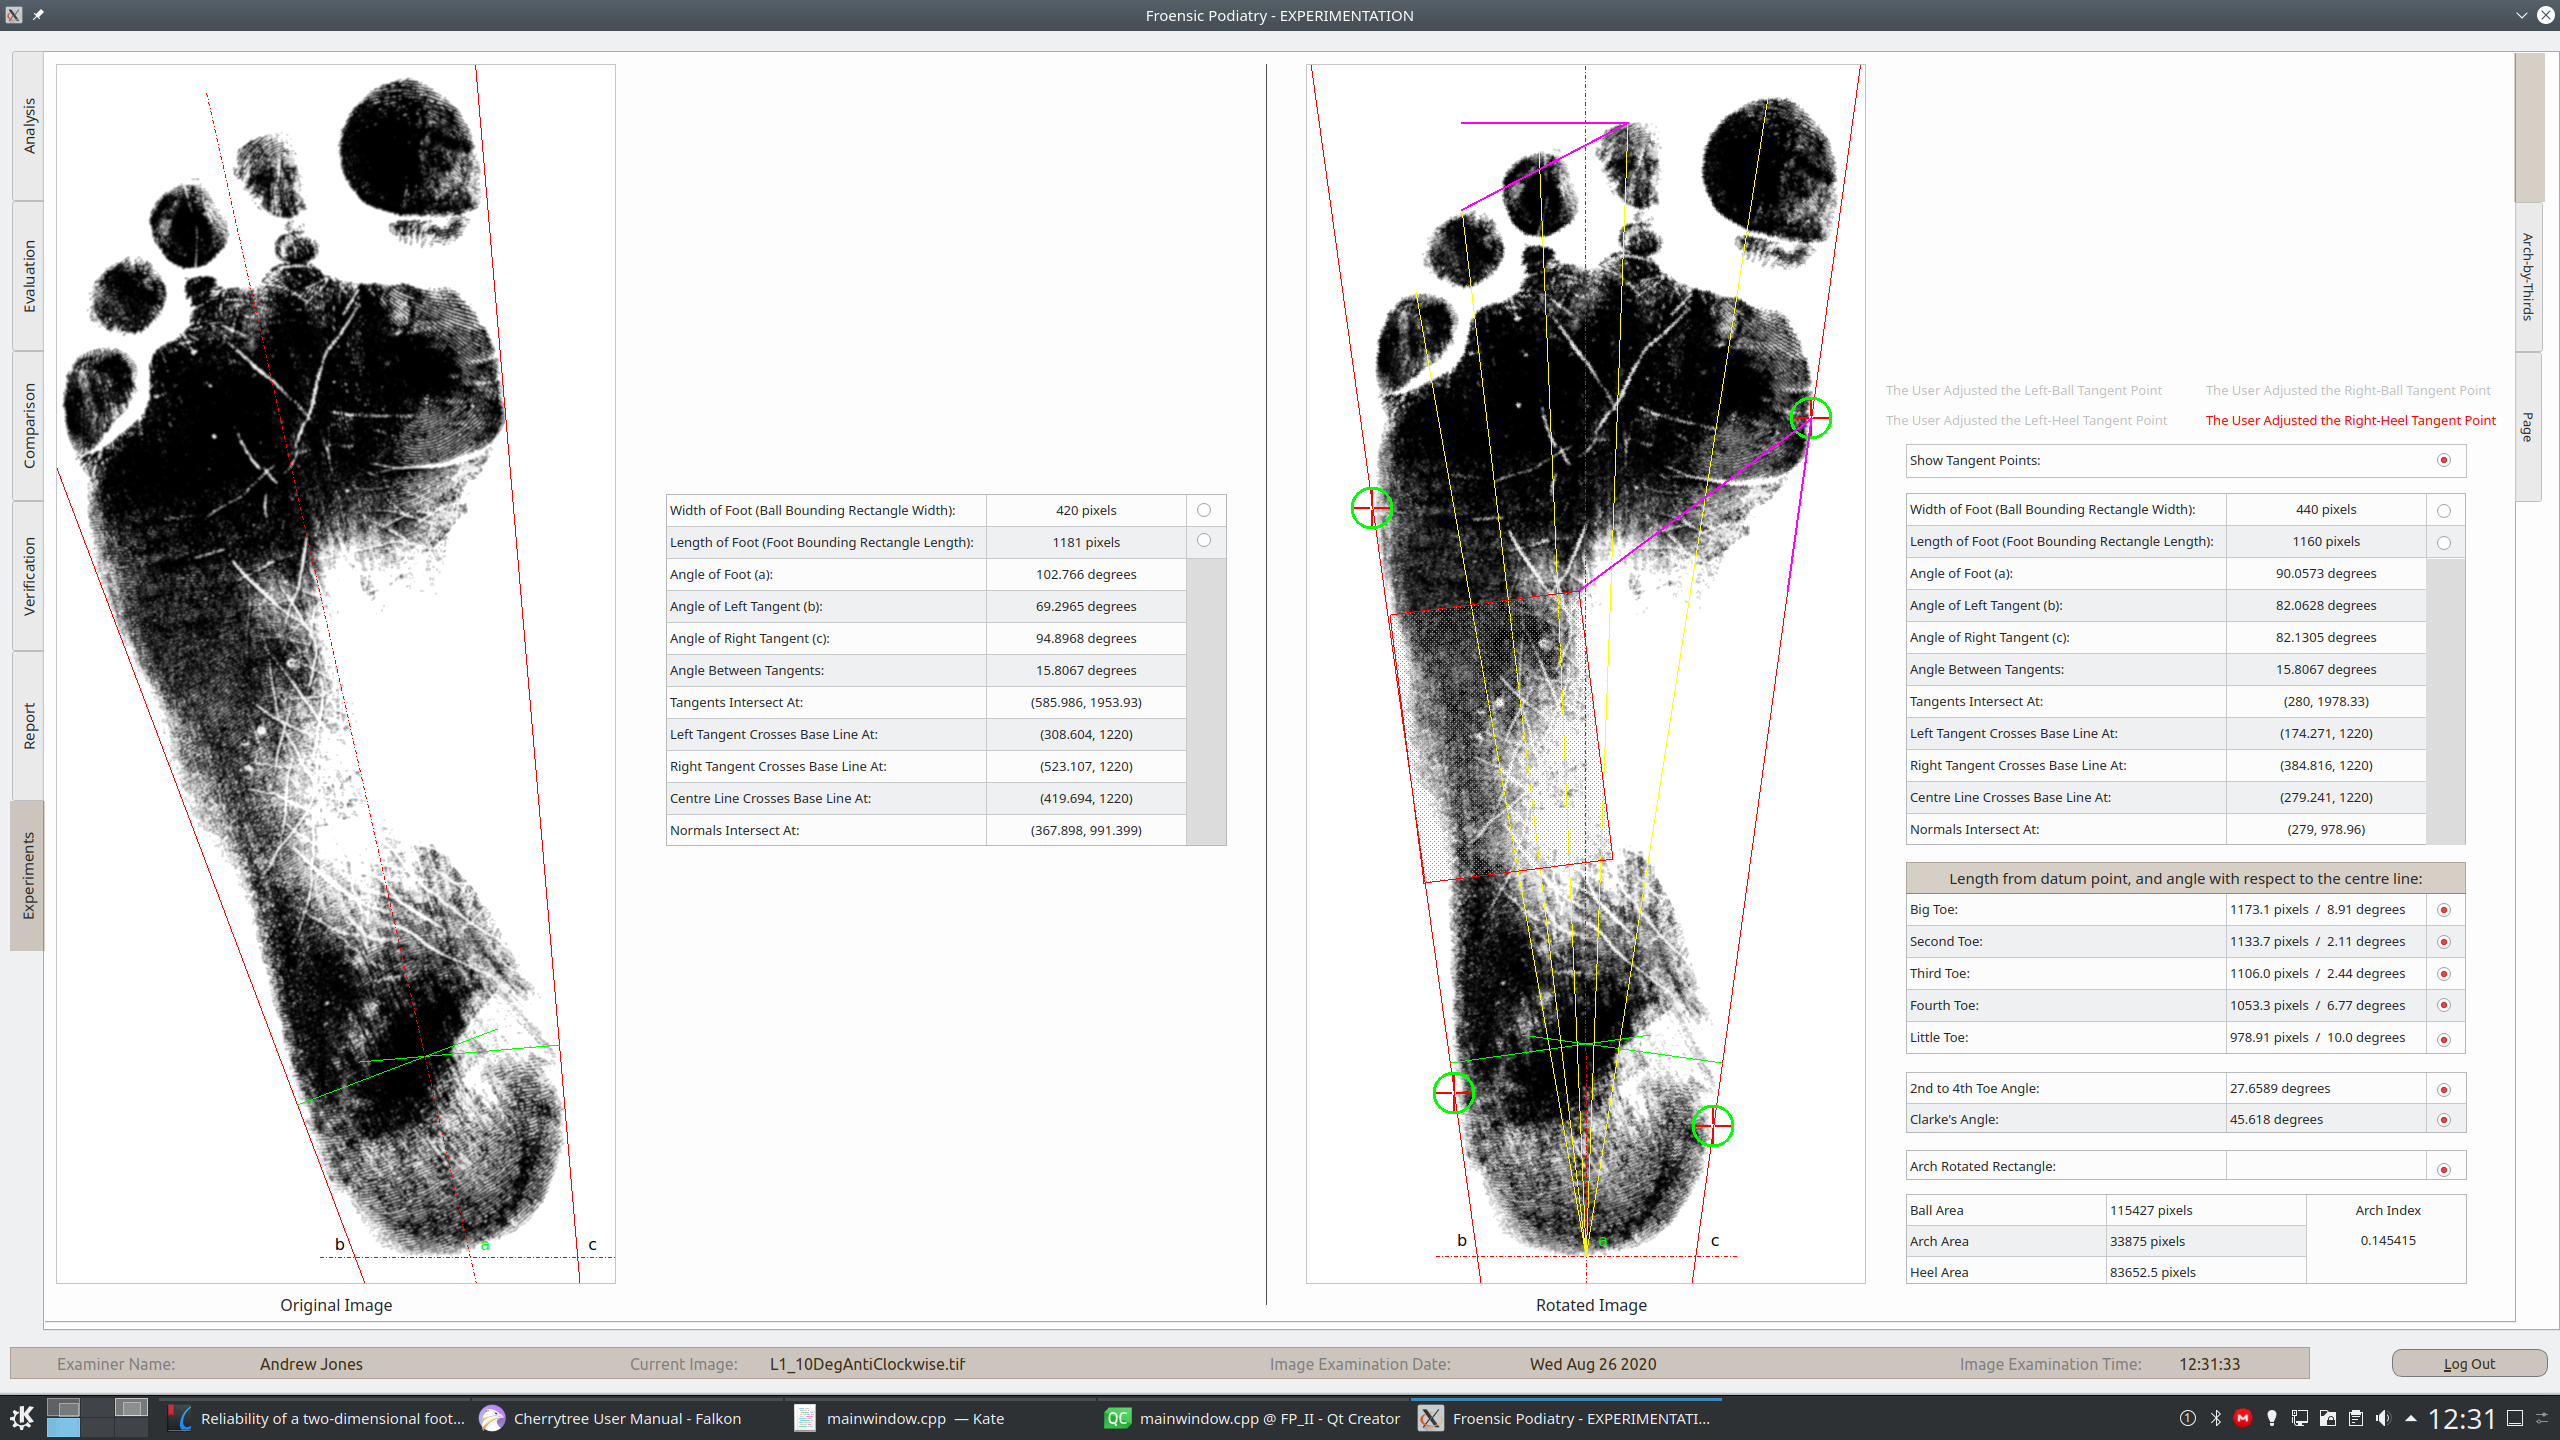 Froensic Podiatry - EXPERIMENTATION
Analysis
Evaluation
Comparison
Verification
Report
Experiments
b
a
c
Original Image
Width of Foot (Ball Bounding Rectangle Width): 420 pixels
Length of Foot (Foot Bounding Rectangle Length): 1181 pixels
Angle of Foot (a): 102.766 degrees
Angle of Left Tangent (b): 69.2965 degrees
Angle of Right Tangent (c): 94.8968 degrees
Angle Between Tangents: 15.8067 degrees
Tangents Intersect At: (585.986, 1953.93)
Left Tangent Crosses Base Line At: (308.604, 1220)
Right Tangent Crosses Base Line At: (523.107, 1220)
Centre Line Crosses Base Line At: (419.694, 1220)
Normals Intersect At: (367.898, 991.399)
b
a
c
Rotated Image
The User Adjusted the Left-Ball Tangent Point The User Adjusted the Right-Ball Tangent Point
The User Adjusted the Left-Heel Tangent Point The User Adjusted the Right-Heel Tangent Point
Show Tangent Points:
Width of Foot (Ball Bounding Rectangle Width): 440 pixels
Length of Foot (Foot Bounding Rectangle Length): 1160 pixels
Angle of Foot (a): 90.0573 degrees
Angle of Left Tangent (b): 82.0628 degrees
Angle of Right Tangent (c): 82.1305 degrees
Angle Between Tangents: 15.8067 degrees
Tangents Intersect At: (280, 1978.33)
Left Tangent Crosses Base Line At: (174.271, 1220)
Right Tangent Crosses Base Line At: (384.816, 1220)
Centre Line Crosses Base Line At: (279.241, 1220)
Normals Intersect At: (279, 978.96)
Length from datum point, and angle with respect to the centre line:
Big Toe: 1173.1 pixels / 8.91 degrees
Second Toe: 1133.7 pixels / 2.11 degrees
Third Toe: 1106.0 pixels / 2.44 degrees
Fourth Toe: 1053.3 pixels / 6.77 degrees
Little Toe: 978.91 pixels / 10.0 degrees
2nd to 4th Toe Angle: 27.6589 degrees
Clarke's Angle: 45.618 degrees
Arch Rotated Rectangle:
Ball Area 115427 pixels Arch Index
Arch Area 33875 pixels 0.145415
Heel Area 83652.5 pixels
Arch-by-Thirds
Page
Examiner Name: Andrew Jones Current Image: L1_10DegAntiClockwise.tif Image Examination Date: Wed Aug 26 2020 Image Examination Time: 12:31:33 Log Out
Reliability of a two-dimensional foot... Cherrytree User Manual - Falkon mainwindow.cpp — Kate mainwindow.cpp @ FP_II - Qt Creator Froensic Podiatry - EXPERIMENTATI... 12:31